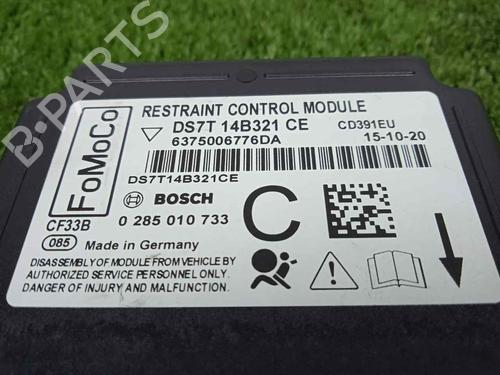 B-PARTS
FoMoCo
RESTRAINT CONTROL MODULE
DS7T 14B321 CE
CD391EU
6375006776DA
15-10-20
DS7T14B321CE
BOSCH
C
CF33B
0 285 010 733
085
Made in Germany
DISASSEMBLY OF MODULE OR VEHICLE BY
AUTHORIZED SERVICE PERSONNEL ONLY.
DANGER OF INJURY AND MALFUNCTION.